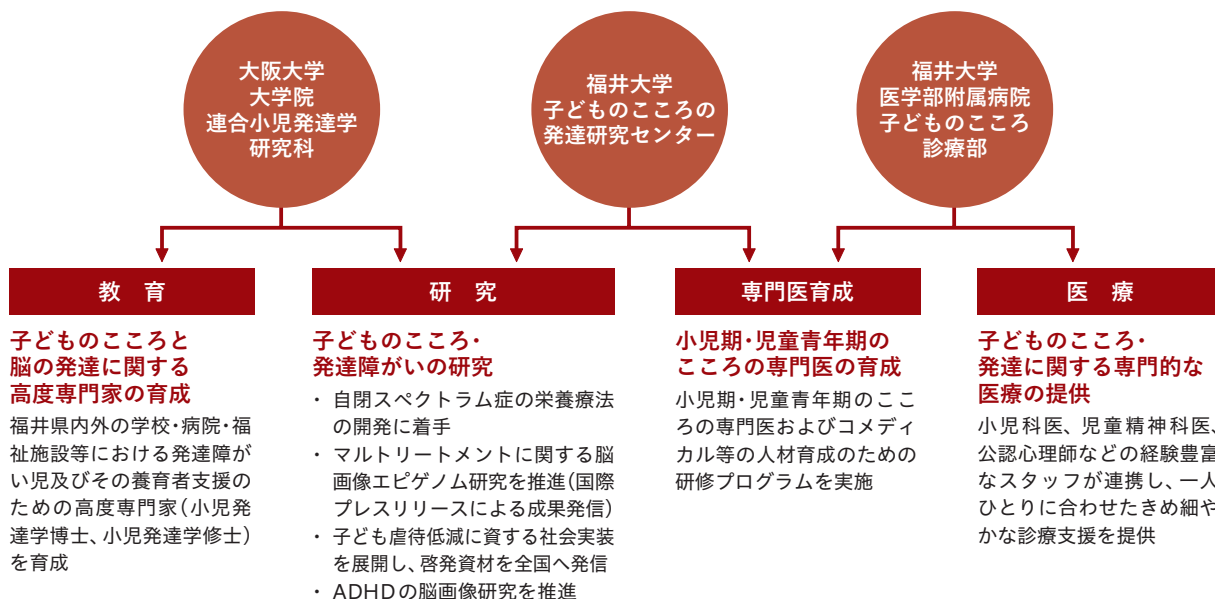 大阪大学
大学院
連合小児発達学
研究科
福井大学
子どものこころの
発達研究センター
福井大学
医学部附属病院
子どものこころ
診療部
教 育
子どものこころと
脳の発達に関する
高度専門家の育成
福井県内外の学校・病院・福
祉施設等における発達障が
い児及びその養育者支援の
ための高度専門家(小児発
達学博士、小児発達学修士)
を育成
研 究
子どものこころ・
発達障がいの研究
・ 自閉スペクトラム症の栄養療法
の開発に着手
・ マルトリートメントに関する脳
画像エピゲノム研究を推進(国際
プレスリリースによる成果発信)
・ 子ども虐待低減に資する社会実装
を展開し、啓発資材を全国へ発信
・ ADHDの脳画像研究を推進
専門医育成
小児期・児童青年期の
こころの専門医の育成
小児期・児童青年期のここ
ろの専門医およびコメディ
カル等の人材育成のための
研修プログラムを実施
医 療
子どものこころ・
発達に関する専門的な
医療の提供
小児科医、児童精神科医、
公認心理師などの経験豊富
なスタッフが連携し、一人
ひとりに合わせたきめ細や
かな診療支援を提供